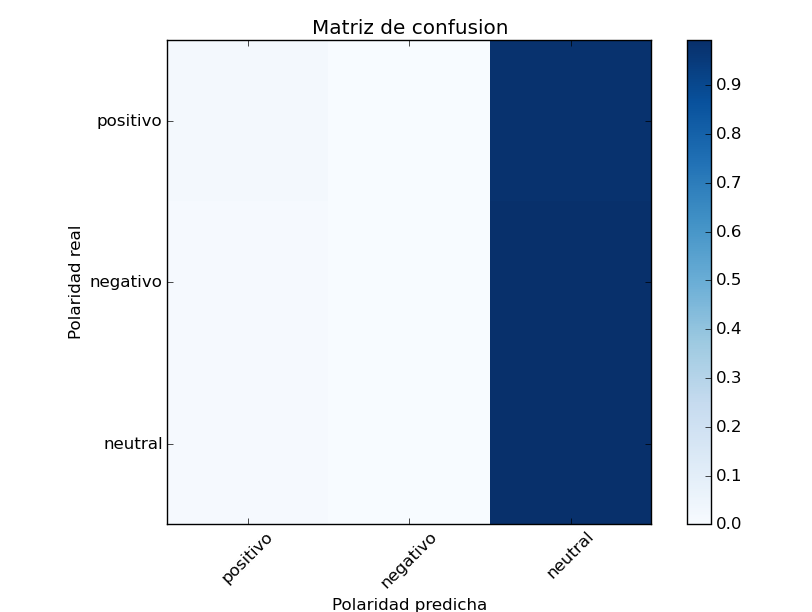 Matriz de confusion
positivo
negativo
neutral
Polaridad real
positivo
negativo
neutral
Polaridad predicha
0.9
0.8
0.7
0.6
0.5
0.4
0.3
0.2
0.1
0.0